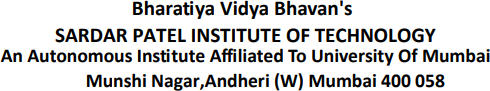 Bharatiya Vidya Bhavan's
SARDAR PATEL INSTITUTE OF TECHNOLOGY
An Autonomous Institute Affiliated To University Of Mumbai
Munshi Nagar,Andheri (W) Mumbai 400 058